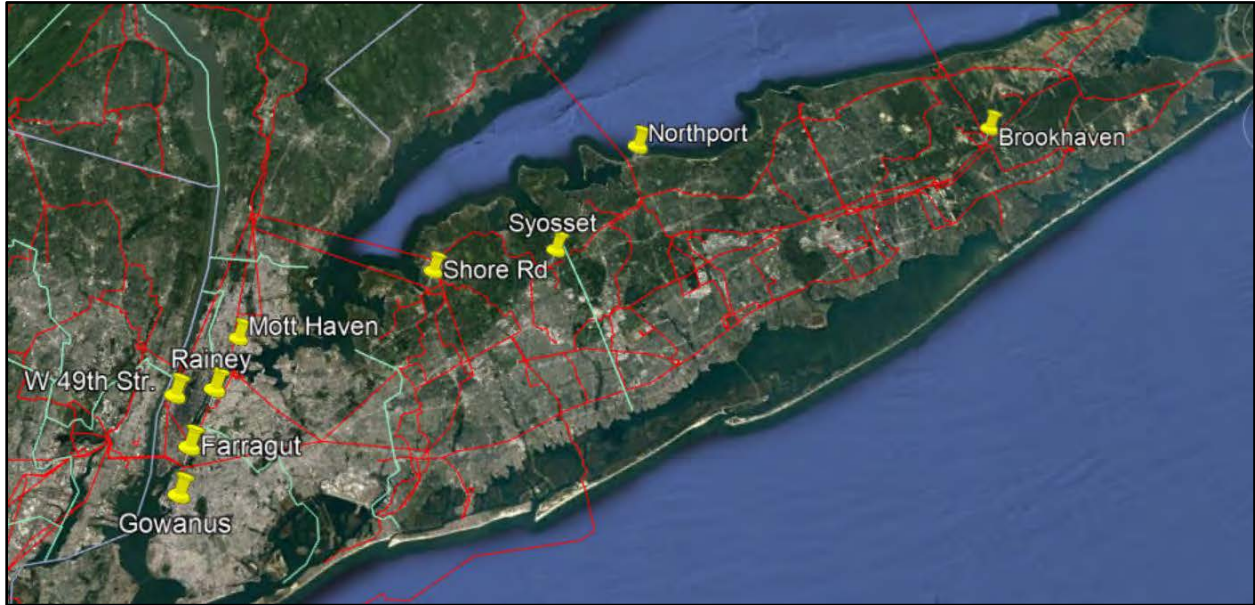 Northport
Brookhaven
Syosset
Shore Rd
Mott Haven
Rainey
W 49th Str.
Farragut
Gowanus